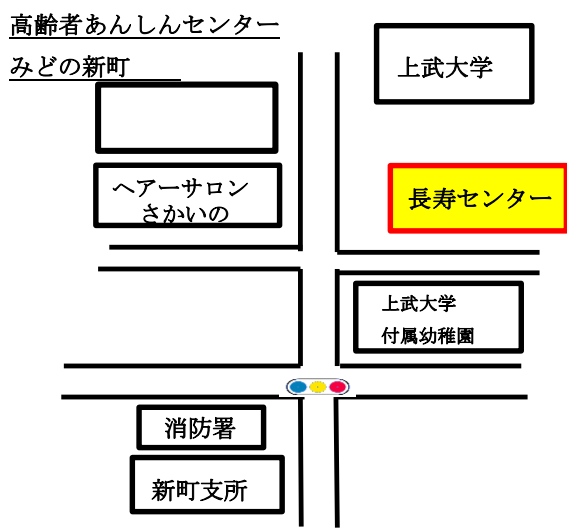 高齢者あんしんセンター
みどの新町
上武大学
ヘアーサロン
さかいの
長寿センター
上武大学
付属幼稚園
消防署
新町支所